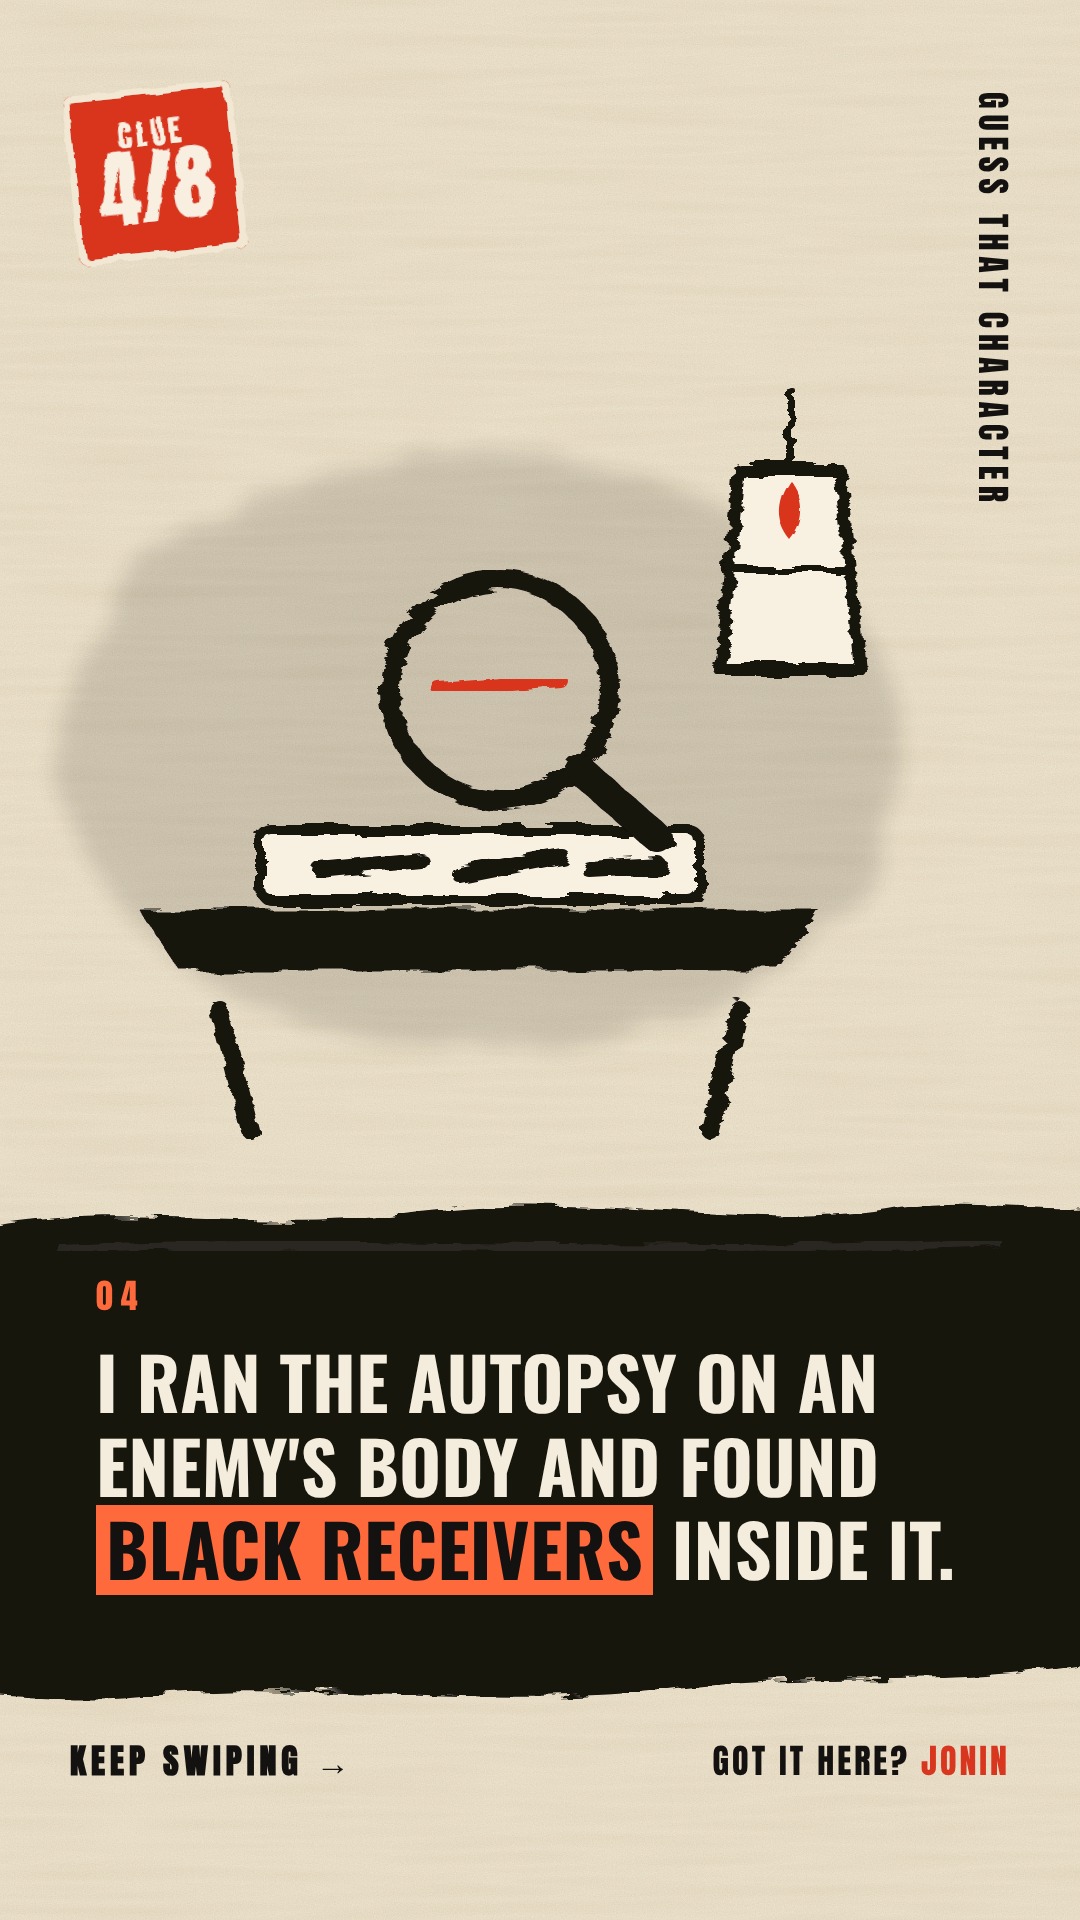 CLUE
4/8
GUESS THAT CHARACTER
04
I RAN THE AUTOPSY ON AN
ENEMY'S BODY AND FOUND
BLACK RECEIVERS INSIDE IT.
KEEP SWIPING →
GOT IT HERE? JONIN